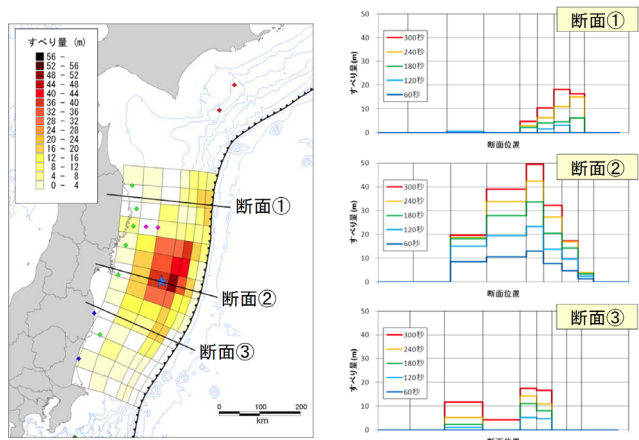 すべり量 (m)
56 -
52 - 56
48 - 52
44 - 48
40 - 44
36 - 40
32 - 36
28 - 32
24 - 28
20 - 24
16 - 20
12 - 16
8 - 12
4 - 8
0 - 4
断面①
断面②
断面③
0 100 200
km
断面①
50
40
30
20
10
0
すべり量(m)
300秒
240秒
180秒
120秒
60秒
断面位置
断面②
50
40
30
20
10
0
すべり量(m)
300秒
240秒
180秒
120秒
60秒
断面位置
断面③
50
40
30
20
10
0
すべり量(m)
300秒
240秒
180秒
120秒
60秒
断面位置